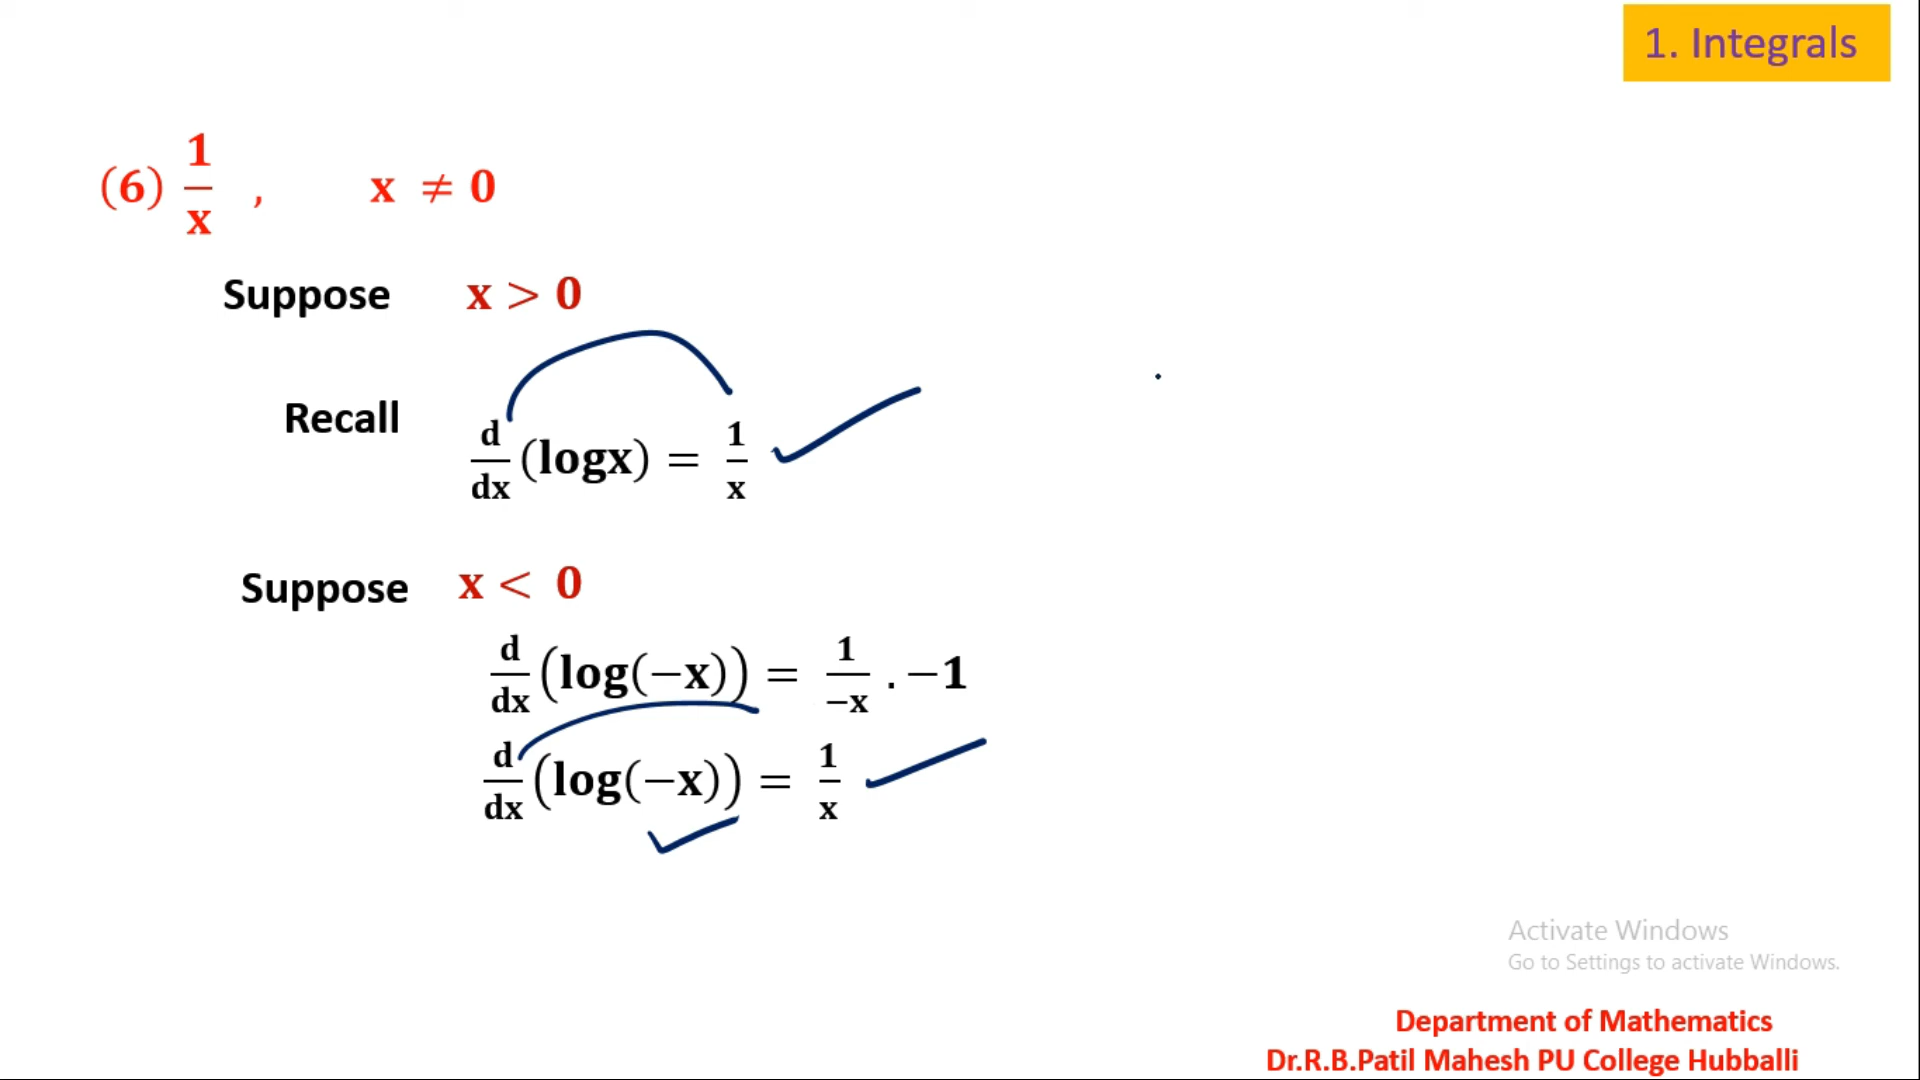 1. Integrals
(6) 1/x , x ≠ 0
Suppose x > 0
Recall
d/dx (logx) = 1/x
Suppose x < 0
d/dx (log(−x)) = 1/−x . −1
d/dx (log(−x)) = 1/x
Activate Windows
Go to Settings to activate Windows.
Department of Mathematics
Dr.R.B.Patil Mahesh PU College Hubballi